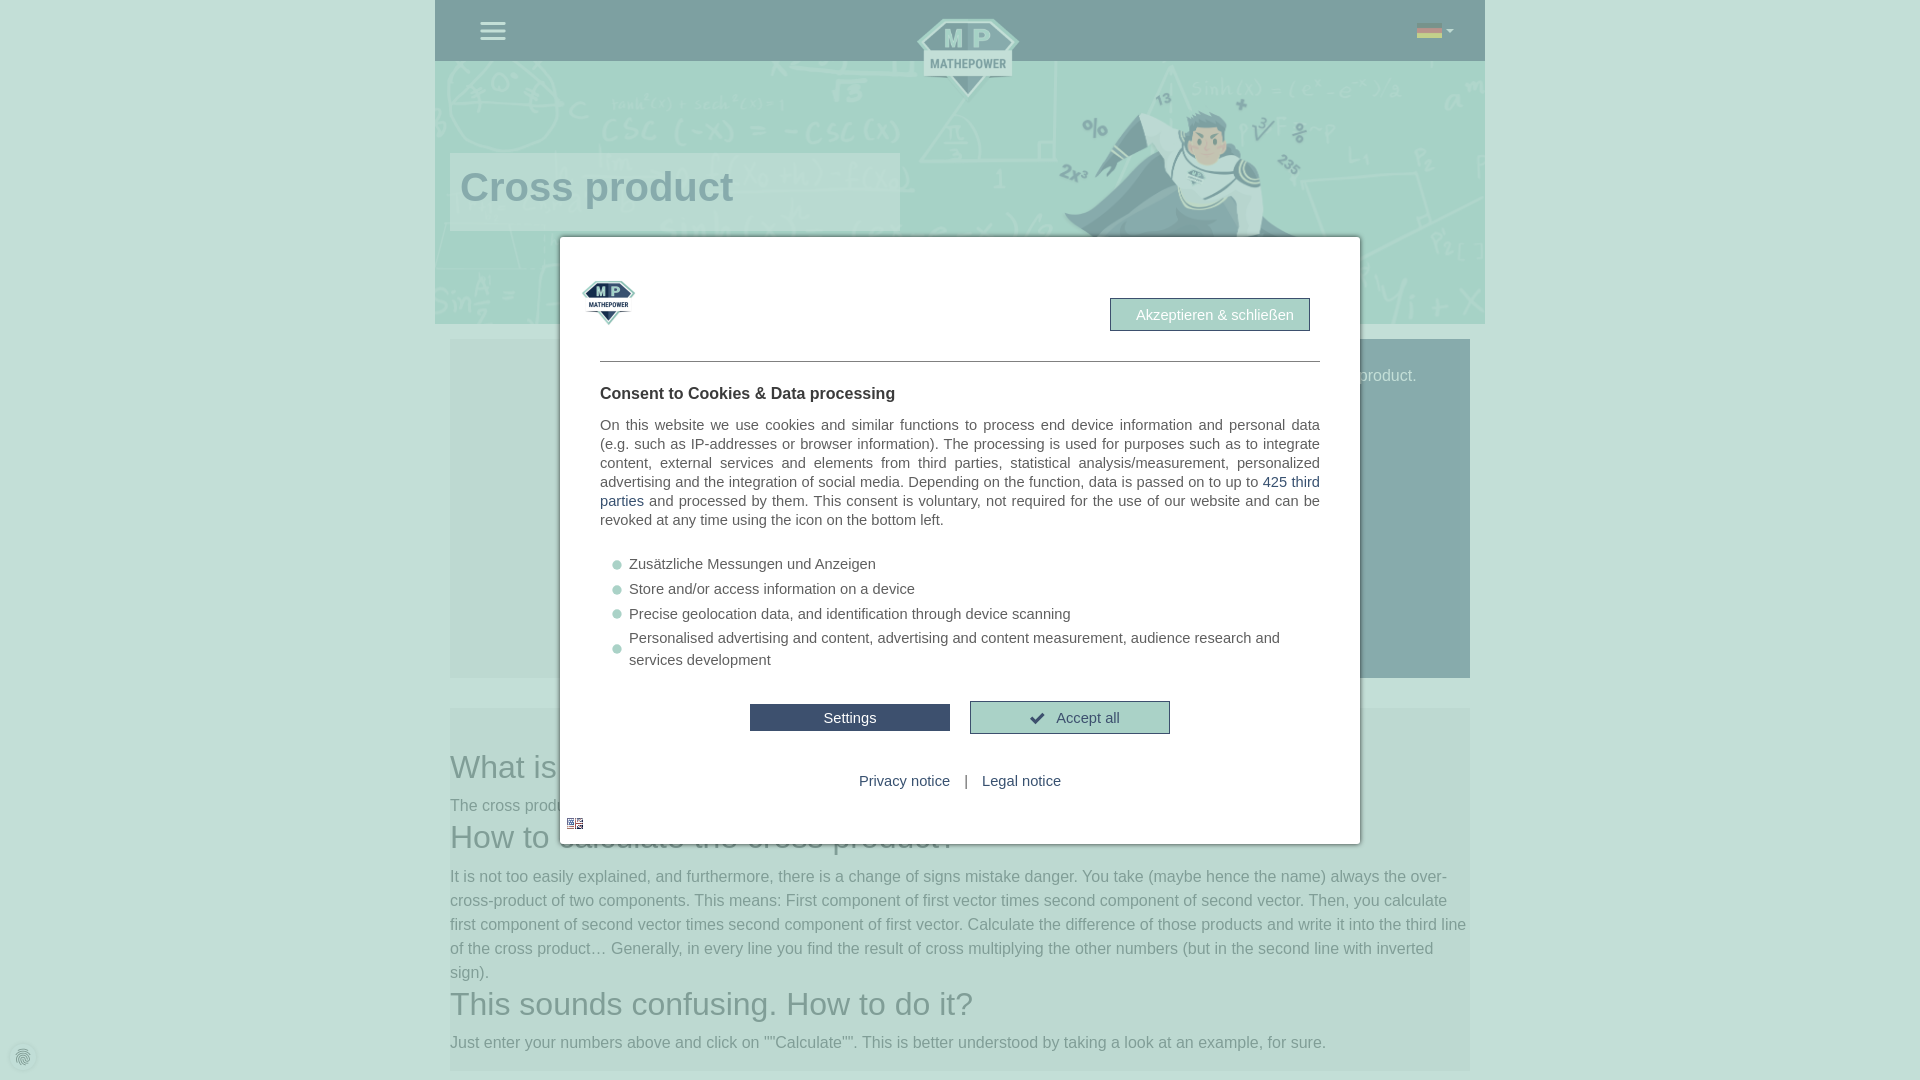 MP
MATHEPOWER
Cross product
csc (-x) = - csc (x)
13
%
2x³
235
MP
MATHEPOWER
Akzeptieren & schließen
product.
Consent to Cookies & Data processing
On this website we use cookies and similar functions to process end device information and personal data
(e.g. such as IP-addresses or browser information). The processing is used for purposes such as to integrate
content, external services and elements from third parties, statistical analysis/measurement, personalized
advertising and the integration of social media. Depending on the function, data is passed on to up to 425 third
parties and processed by them. This consent is voluntary, not required for the use of our website and can be
revoked at any time using the icon on the bottom left.
Zusätzliche Messungen und Anzeigen
Store and/or access information on a device
Precise geolocation data, and identification through device scanning
Personalised advertising and content, advertising and content measurement, audience research and
services development
Settings
Accept all
Privacy notice | Legal notice
What is
The cross produ
How to calculate the cross product?
It is not too easily explained, and furthermore, there is a change of signs mistake danger. You take (maybe hence the name) always the over-
cross-product of two components. This means: First component of first vector times second component of second vector. Then, you calculate
first component of second vector times second component of first vector. Calculate the difference of those products and write it into the third line
of the cross product… Generally, in every line you find the result of cross multiplying the other numbers (but in the second line with inverted
sign).
This sounds confusing. How to do it?
Just enter your numbers above and click on ""Calculate"". This is better understood by taking a look at an example, for sure.